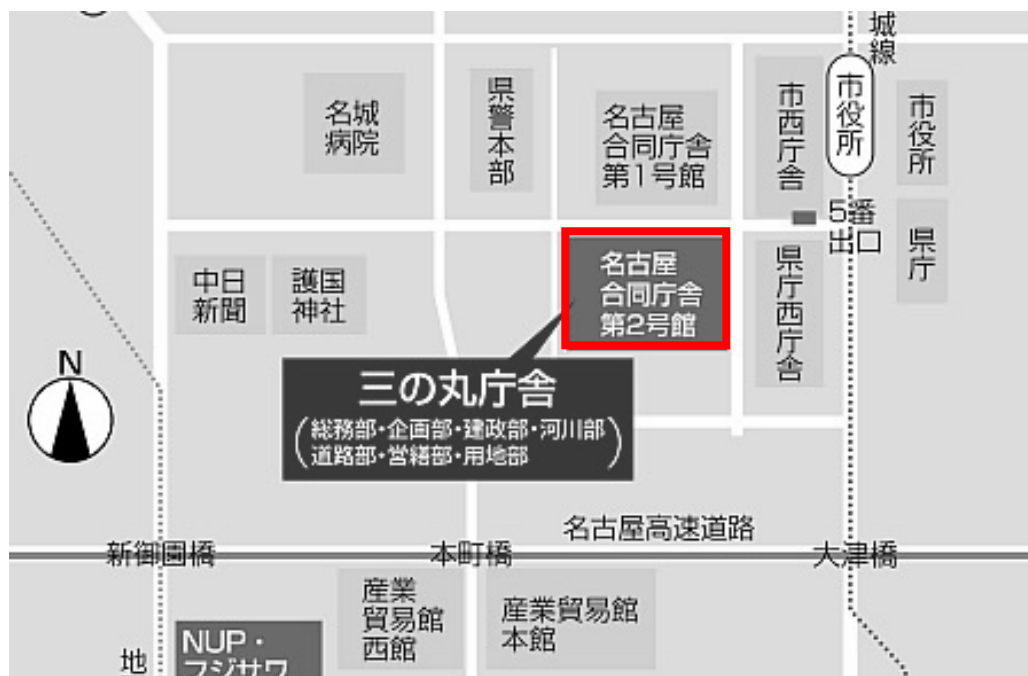 城
線
名城
病院
県
警
本
部
名古屋
合同庁舎
第1号館
市
西
庁
舎
市
役
所
市
役
所
5番
出口
県
庁
中日
新聞
護国
神社
名古屋
合同庁舎
第2号館
県
庁
西
庁
舎
N
三の丸庁舎
(総務部・企画部・建政部・河川部
道路部・営繕部・用地部)
名古屋高速道路
新御園橋
本町橋
大津橋
産業
貿易館
西館
産業貿易館
本館
NUP・
フジサワ
地